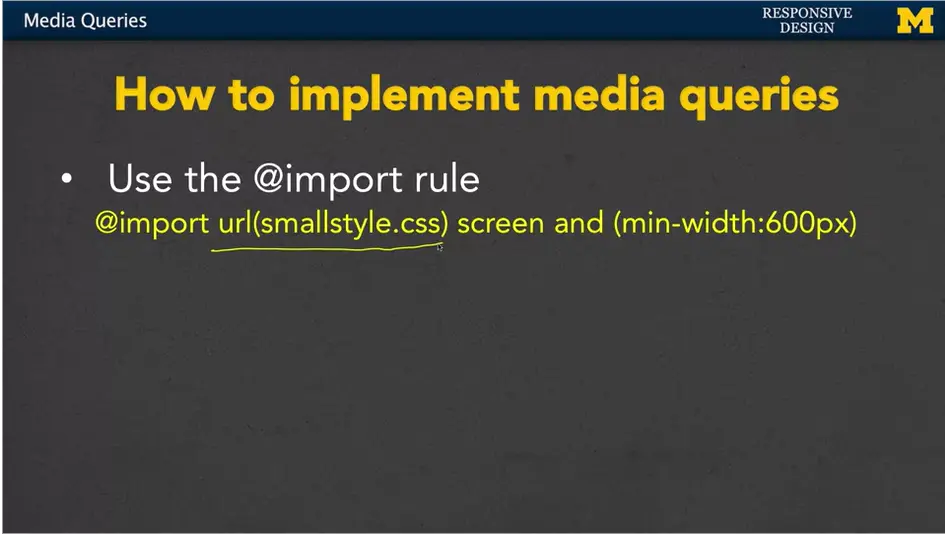 Media Queries
RESPONSIVE
DESIGN
M
How to implement media queries
• Use the @import rule
@import url(smallstyle.css) screen and (min-width:600px)